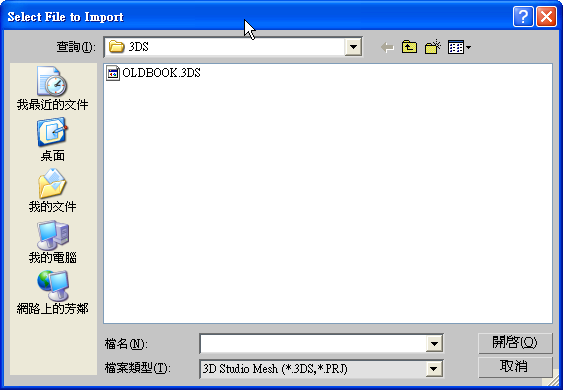 Select File to Import
查詢(I):
3DS
OLDBOOK.3DS
我最近的文件
桌面
我的文件
我的電腦
網路上的芳鄰
檔名(N):
開啓(O)
檔案類型(T):
3D Studio Mesh (*.3DS,*.PRJ)
取消